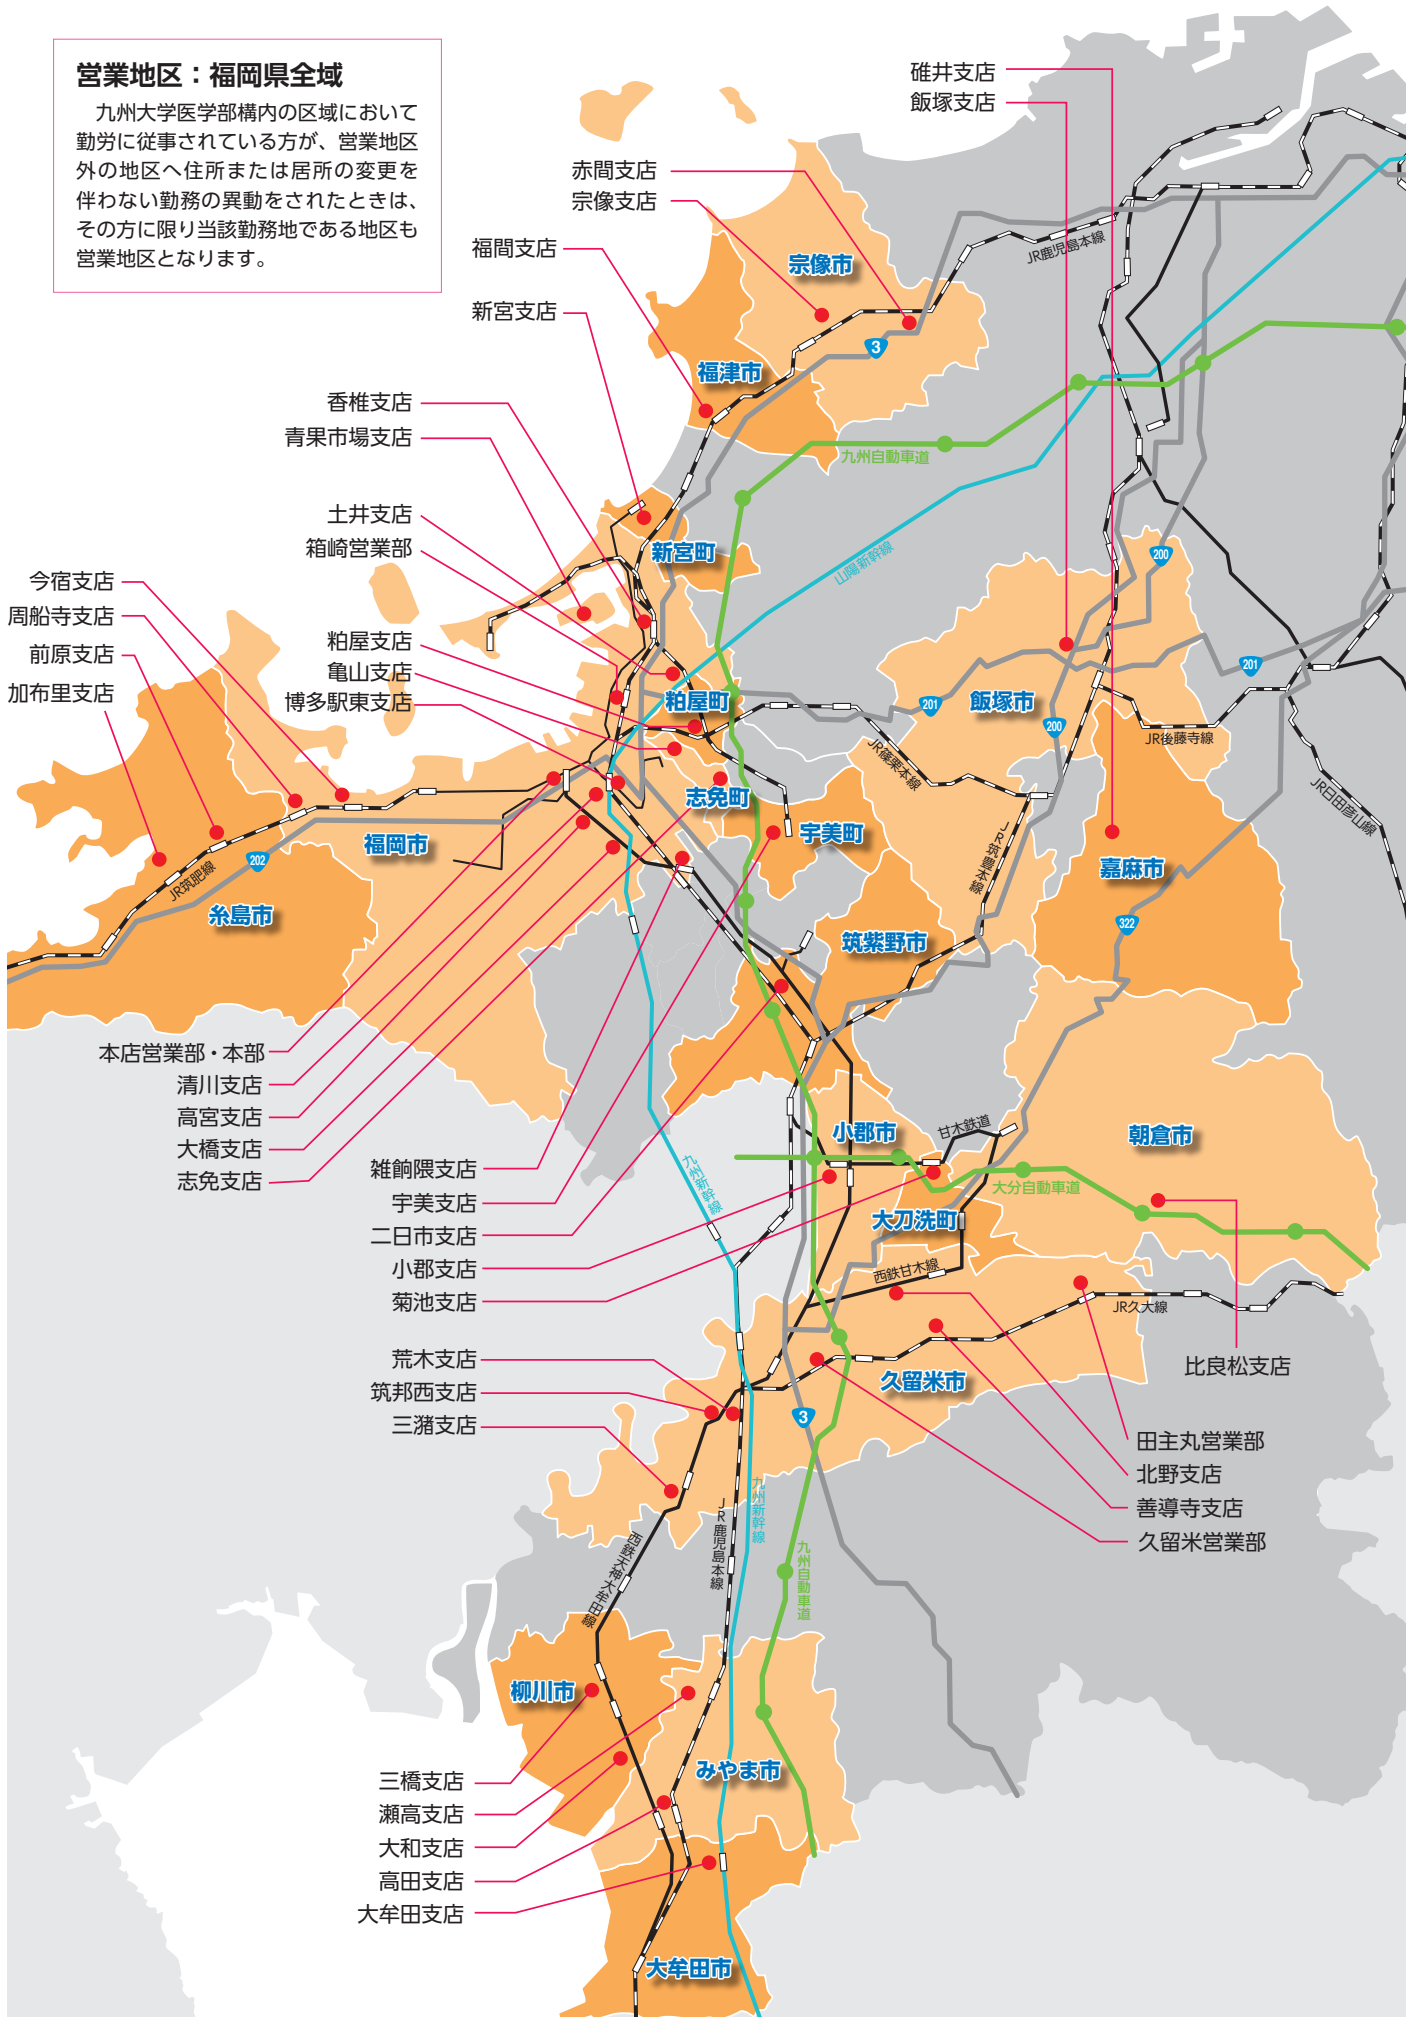 営業地区：福岡県全域
九州大学医学部構内の区域において
勤労に従事されている方が、営業地区
外の地区へ住所または居所の変更を
伴わない勤務の異動をされたときは、
その方に限り当該勤務地である地区も
営業地区となります。
碓井支店
飯塚支店
赤間支店
宗像支店
福間支店
新宮支店
香椎支店
青果市場支店
土井支店
箱崎営業部
今宿支店
周船寺支店
前原支店
加布里支店
粕屋支店
亀山支店
博多駅東支店
宗像市
福津市
新宮町
粕屋町
志免町
宇美町
飯塚市
嘉麻市
福岡市
糸島市
筑紫野市
小郡市
朝倉市
大刀洗町
久留米市
柳川市
みやま市
大牟田市
JR鹿児島本線
3
九州自動車道
山陽新幹線
200
201
201
200
JR後藤寺線
JR篠栗本線
JR日田彦山線
JR筑豊本線
322
202
JR筑肥線
本店営業部・本部
清川支店
高宮支店
大橋支店
志免支店
雑餉隈支店
宇美支店
二日市支店
小郡支店
菊池支店
九州新幹線
甘木鉄道
大分自動車道
西鉄甘木線
JR久大線
荒木支店
筑邦西支店
三潴支店
比良松支店
田主丸営業部
北野支店
善導寺支店
久留米営業部
3
九州新幹線
JR鹿児島本線
西鉄天神大牟田線
九州自動車道
三橋支店
瀬高支店
大和支店
高田支店
大牟田支店